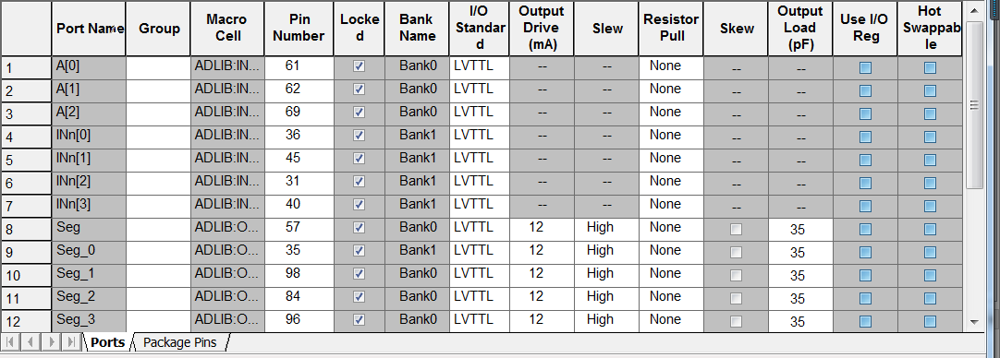 Port Name Group Macro Cell Pin Number Locke d Bank Name I/O Standar d Output Drive (mA) Slew Resistor Pull Skew Output Load (pF) Use I/O Reg Hot Swappab le
1 A[0] ADLIB:IN... 61 Bank0 LVTTL -- -- None -- --
2 A[1] ADLIB:IN... 62 Bank0 LVTTL -- -- None -- --
3 A[2] ADLIB:IN... 69 Bank0 LVTTL -- -- None -- --
4 INn[0] ADLIB:IN... 36 Bank1 LVTTL -- -- None -- --
5 INn[1] ADLIB:IN... 45 Bank1 LVTTL -- -- None -- --
6 INn[2] ADLIB:IN... 31 Bank1 LVTTL -- -- None -- --
7 INn[3] ADLIB:IN... 40 Bank1 LVTTL -- -- None -- --
8 Seg ADLIB:O... 57 Bank0 LVTTL 12 High None 35
9 Seg_0 ADLIB:O... 35 Bank1 LVTTL 12 High None 35
10 Seg_1 ADLIB:O... 98 Bank0 LVTTL 12 High None 35
11 Seg_2 ADLIB:O... 84 Bank0 LVTTL 12 High None 35
12 Seg_3 ADLIB:O... 96 Bank0 LVTTL 12 High None 35
Ports Package Pins